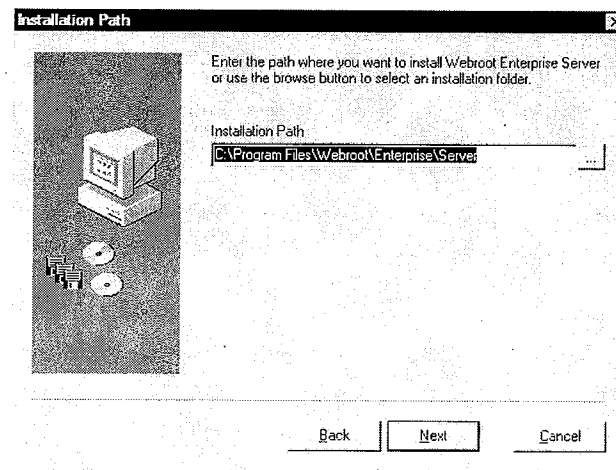 Installation Path
Enter the path where you want to install Webroot Enterprise Server
or use the browse button to select an installation folder.
Installation Path
C:\Program Files\Webroot\Enterprise\Server
...
Back
Next
Cancel